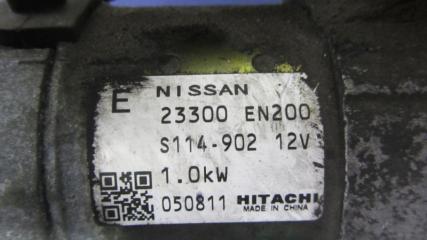 E NISSAN
23300 EN200
S114-902 12V
1.0kW
050811 HITACHI
MADE IN CHINA